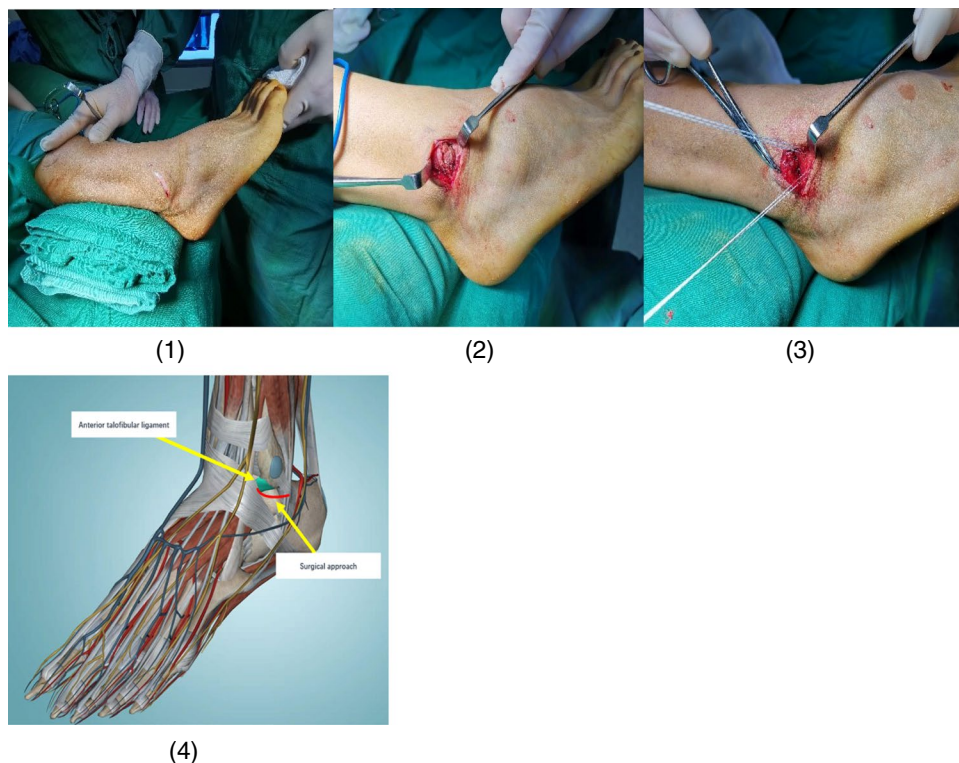 (1)
(2)
(3)
Anterior talofibular ligament
Surgical approach
(4)